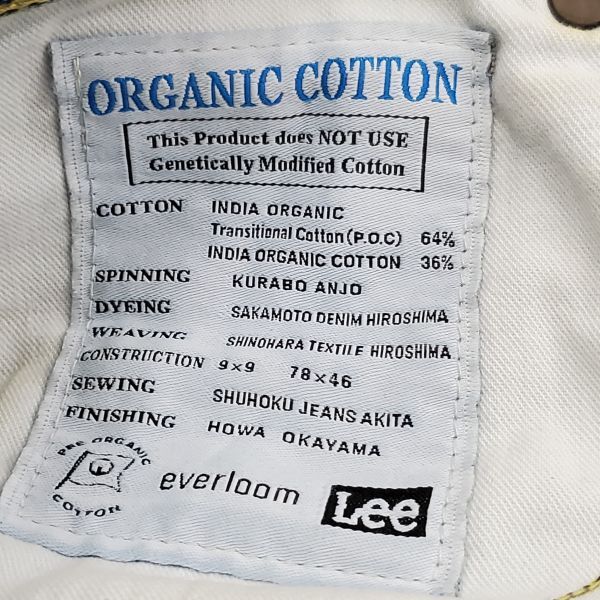 ORGANIC COTTON
This Product does NOT USE
Genetically Modified Cotton
COTTON INDIA ORGANIC
Transitional Cotton (P.O.C) 64%
INDIA ORGANIC COTTON 36%
SPINNING KURABO ANJO
DYEING SAKAMOTO DENIM HIROSHIMA
WEAVING SHINOHARA TEXTILE HIROSHIMA
CONSTRUCTION 9×9 78×46
SEWING SHUHOKU JEANS AKITA
FINISHING HOWA OKAYAMA
PRE ORGANIC
COTTON
everloom
Lee